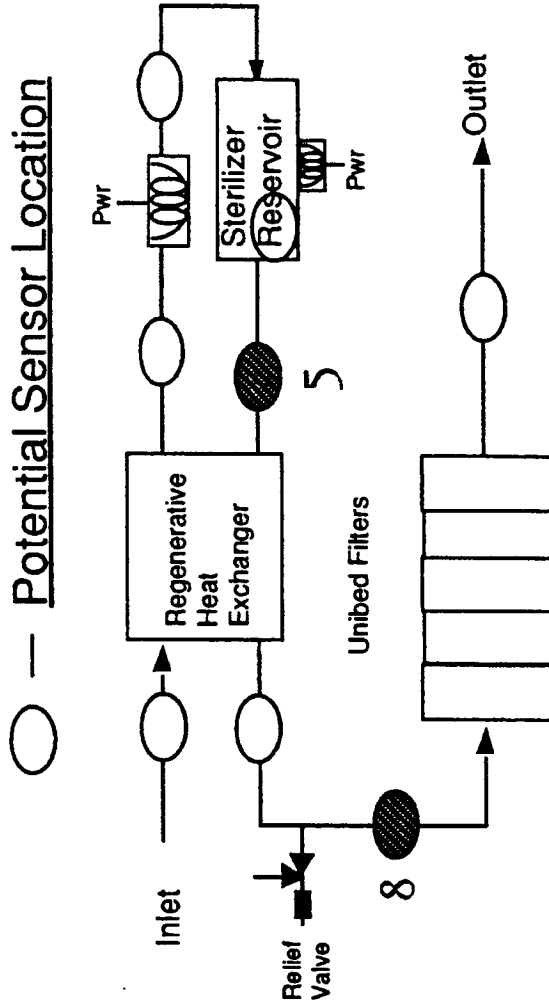 — Potential Sensor Location
Pwr
Sterilizer
Reservoir
Pwr
Regenerative
Heat
Exchanger
5
Inlet
Relief
Valve
8
Unibed Filters
Outlet